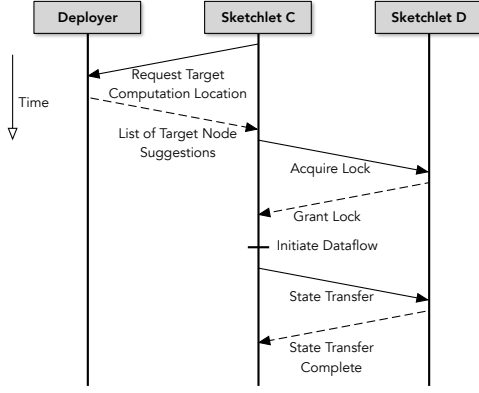 Deployer
Sketchlet C
Sketchlet D
Time
Request Target
Computation Location
List of Target Node
Suggestions
Acquire Lock
Grant Lock
Initiate Dataflow
State Transfer
State Transfer
Complete